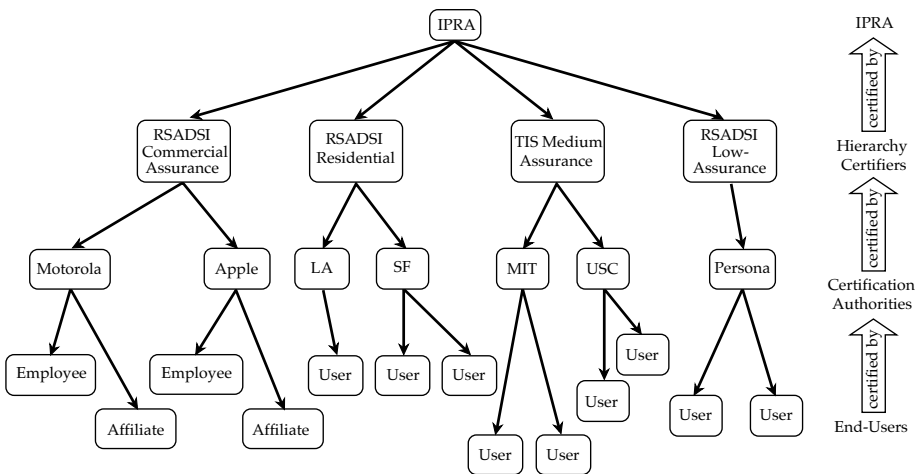 IPRA
IPRA
certified by
RSADSI
Commercial
Assurance
RSADSI
Residential
TIS Medium
Assurance
RSADSI
Low-
Assurance
Hierarchy
Certifiers
certified by
Motorola
Apple
LA
SF
MIT
USC
Persona
Certification
Authorities
certified by
Employee
Employee
User
User
User
User
User
Affiliate
Affiliate
User
User
End-Users
User
User